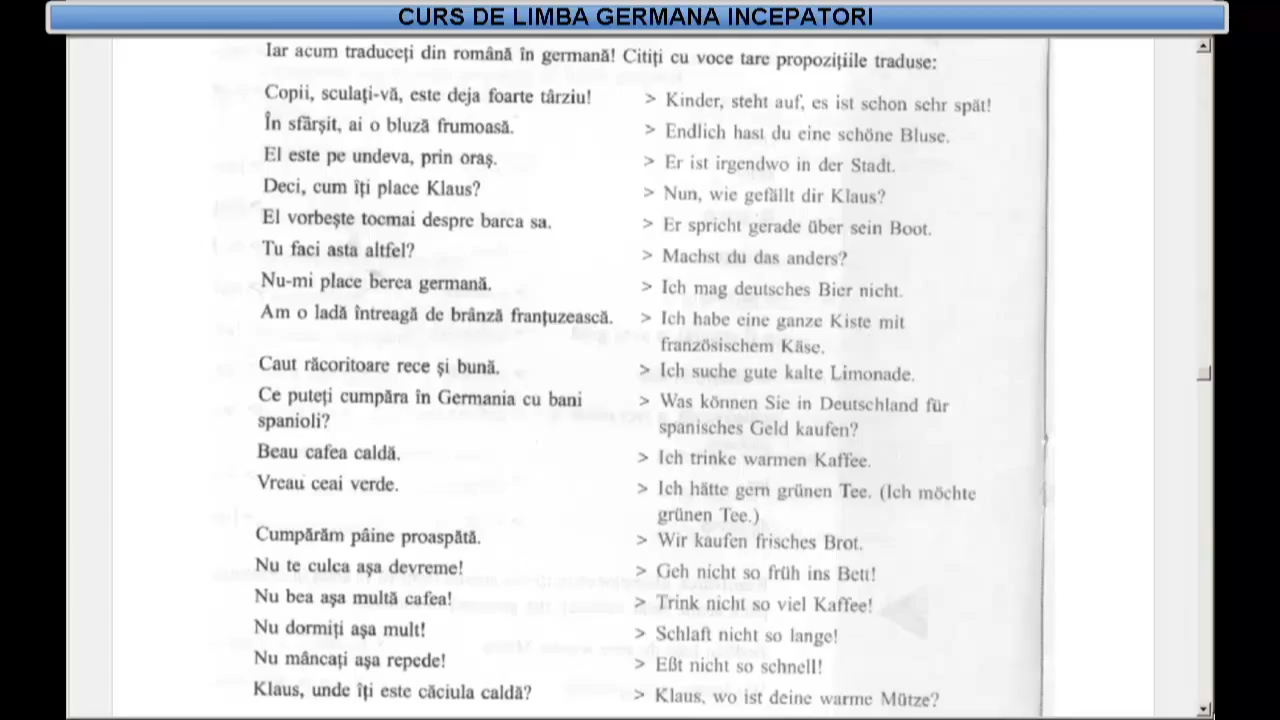 CURS DE LIMBA GERMANA INCEPATORI
Iar acum traduceți din română în germană! Citiți cu voce tare propozițiile traduse:
Copii, sculați-vă, este deja foarte târziu! > Kinder, steht auf, es ist schon sehr spät!
În sfârșit, ai o bluză frumoasă. > Endlich hast du eine schöne Bluse.
El este pe undeva, prin oraș. > Er ist irgendwo in der Stadt.
Deci, cum îți place Klaus? > Nun, wie gefällt dir Klaus?
El vorbește tocmai despre barca sa. > Er spricht gerade über sein Boot.
Tu faci asta altfel? > Machst du das anders?
Nu-mi place berea germană. > Ich mag deutsches Bier nicht.
Am o ladă întreagă de brânză franțuzească. > Ich habe eine ganze Kiste mit
französischem Käse.
Caut răcoritoare rece și bună. > Ich suche gute kalte Limonade.
Ce puteți cumpăra în Germania cu bani > Was können Sie in Deutschland für
spanioli? spanisches Geld kaufen?
Beau cafea caldă. > Ich trinke warmen Kaffee.
Vreau ceai verde. > Ich hätte gern grünen Tee. (Ich möchte
grünen Tee.)
Cumpărăm pâine proaspătă. > Wir kaufen frisches Brot.
Nu te culca așa devreme! > Geh nicht so früh ins Bett!
Nu bea așa multă cafea! > Trink nicht so viel Kaffee!
Nu dormiți așa mult! > Schlaft nicht so lange!
Nu mâncați așa repede! > Eßt nicht so schnell!
Klaus, unde îți este căciula caldă? > Klaus, wo ist deine warme Mütze?